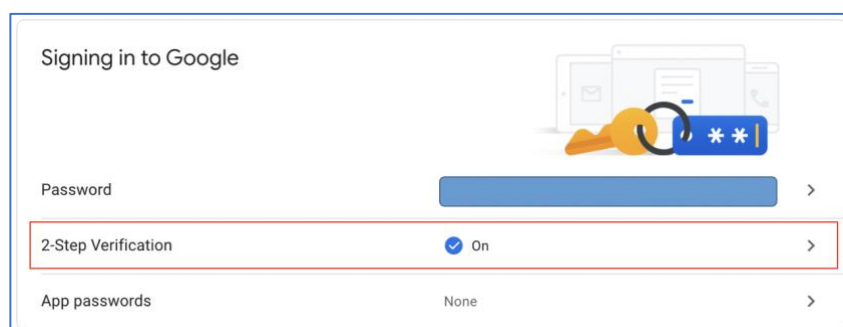 Signing in to Google
**
Password
2-Step Verification On
App passwords None